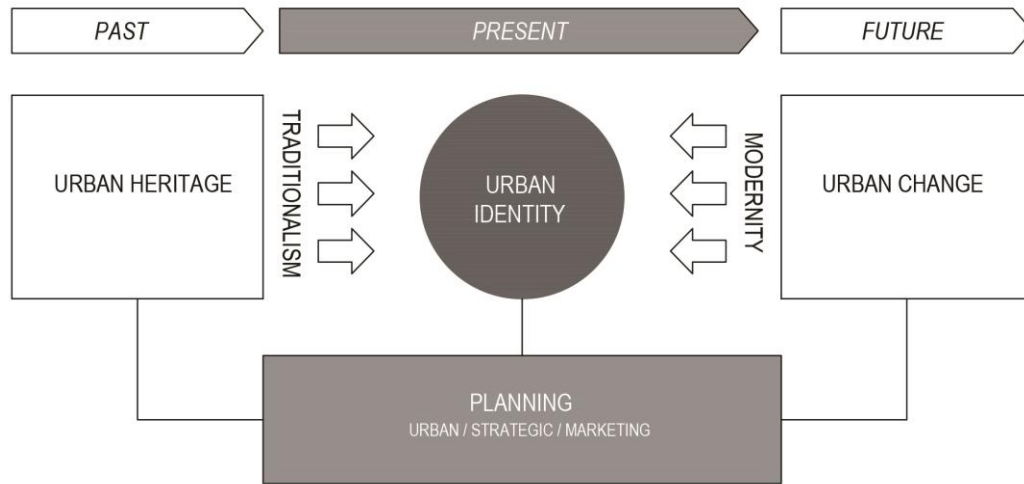 PAST
PRESENT
FUTURE
URBAN HERITAGE
TRADITIONALISM
URBAN
IDENTITY
MODERNITY
URBAN CHANGE
PLANNING
URBAN / STRATEGIC / MARKETING